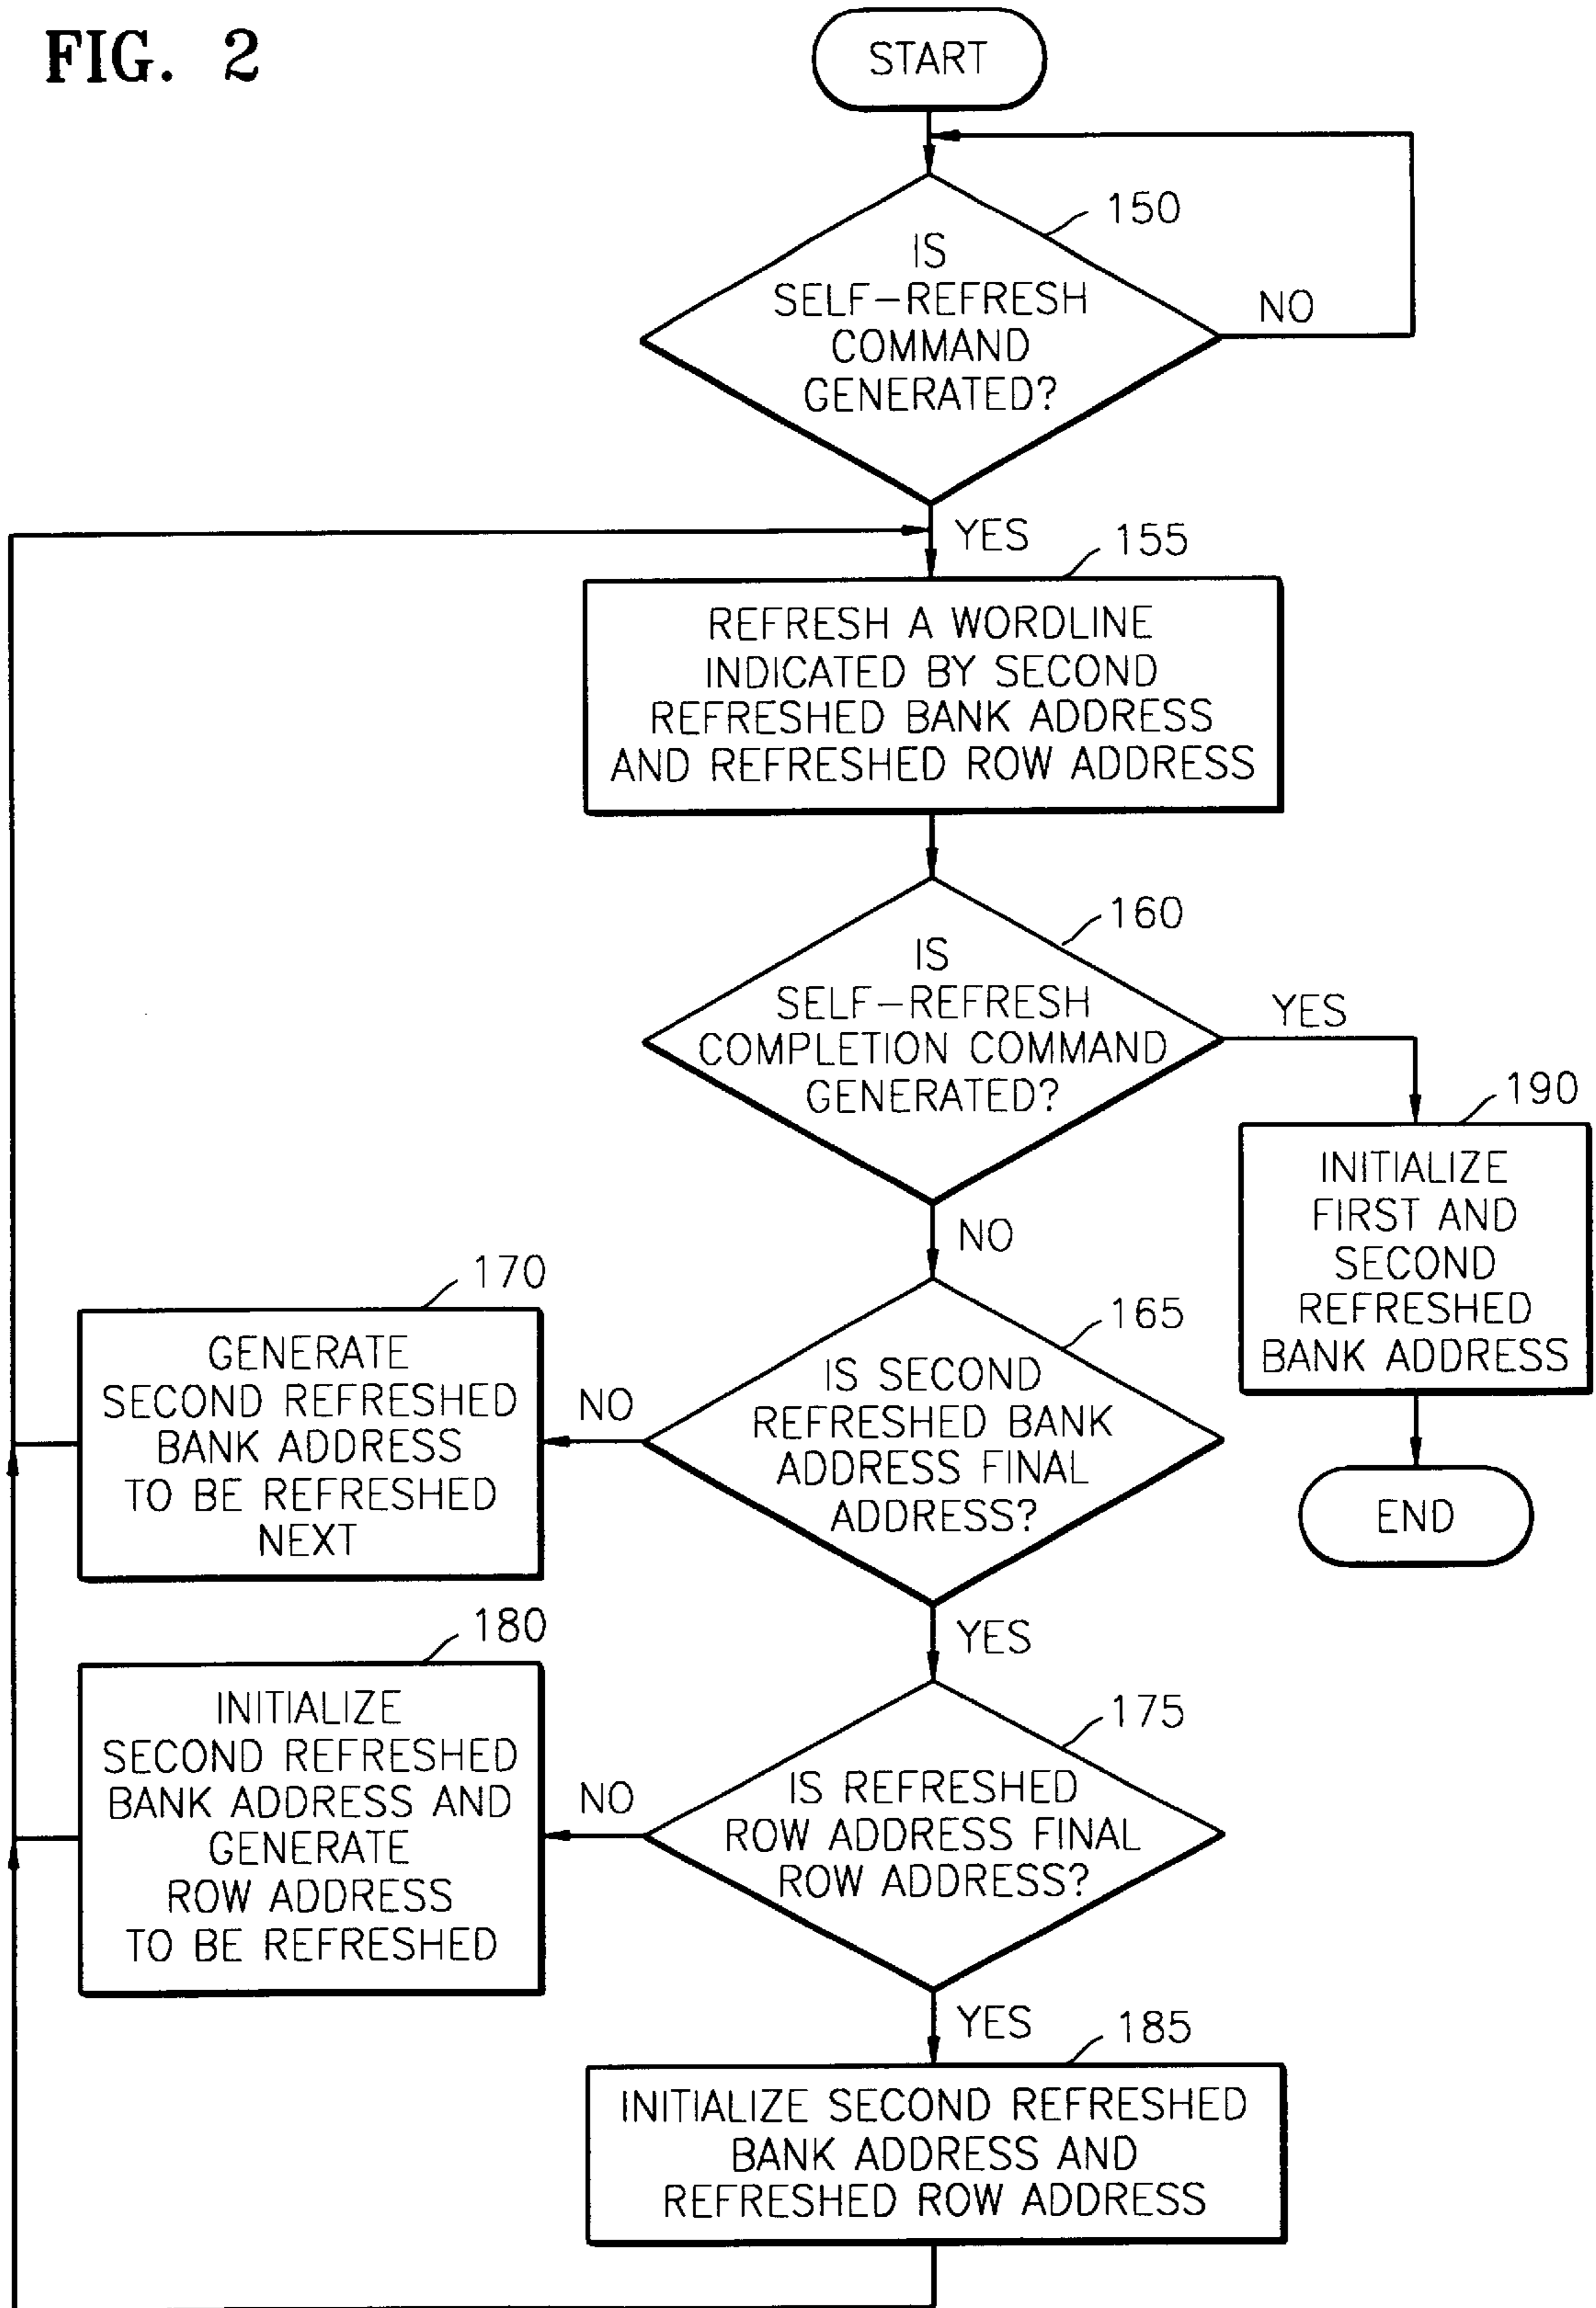 FIG. 2
START
150
IS
SELF-REFRESH
COMMAND
GENERATED?
NO
YES
155
REFRESH A WORDLINE
INDICATED BY SECOND
REFRESHED BANK ADDRESS
AND REFRESHED ROW ADDRESS
160
IS
SELF-REFRESH
COMPLETION COMMAND
GENERATED?
YES
190
INITIALIZE
FIRST AND
SECOND
REFRESHED
BANK ADDRESS
END
NO
165
IS SECOND
REFRESHED BANK
ADDRESS FINAL
ADDRESS?
NO
170
GENERATE
SECOND REFRESHED
BANK ADDRESS
TO BE REFRESHED
NEXT
YES
175
IS REFRESHED
ROW ADDRESS FINAL
ROW ADDRESS?
NO
180
INITIALIZE
SECOND REFRESHED
BANK ADDRESS AND
GENERATE
ROW ADDRESS
TO BE REFRESHED
YES
185
INITIALIZE SECOND REFRESHED
BANK ADDRESS AND
REFRESHED ROW ADDRESS